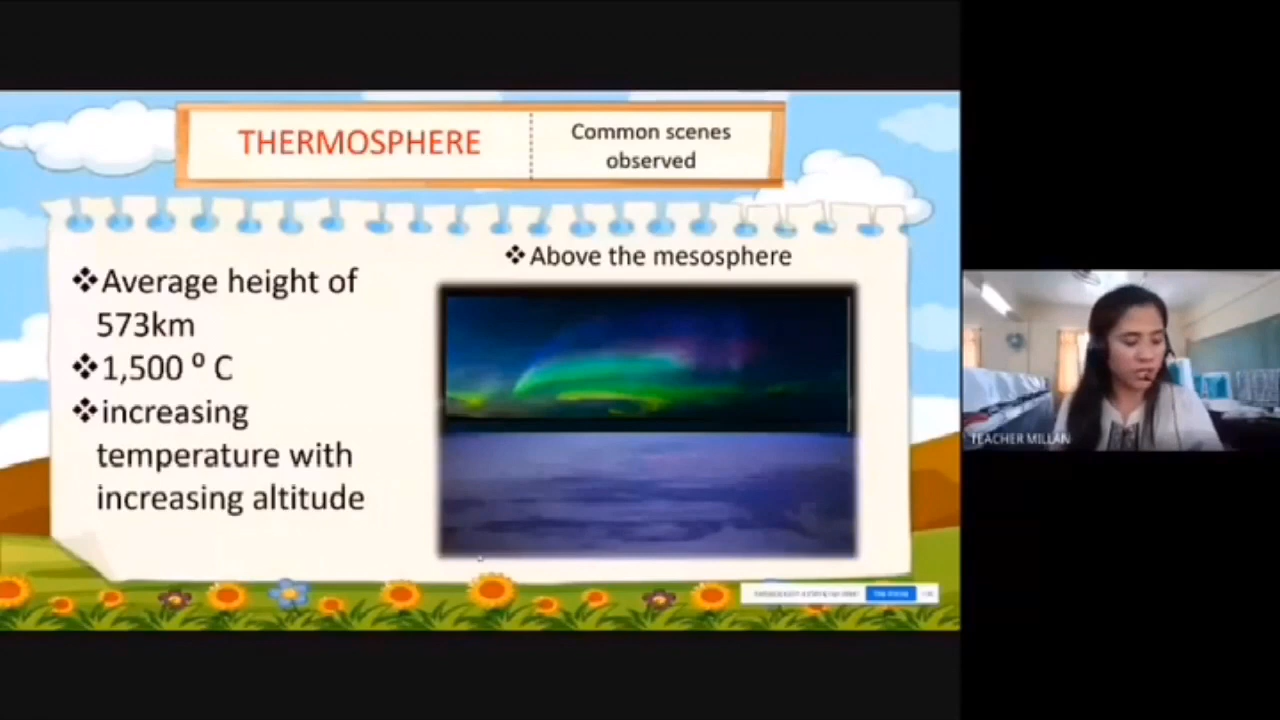 THERMOSPHERE
Common scenes
observed
❖Above the mesosphere
❖Average height of
573km
❖1,500 ⁰ C
❖increasing
temperature with
increasing altitude
TEACHER MILLAN